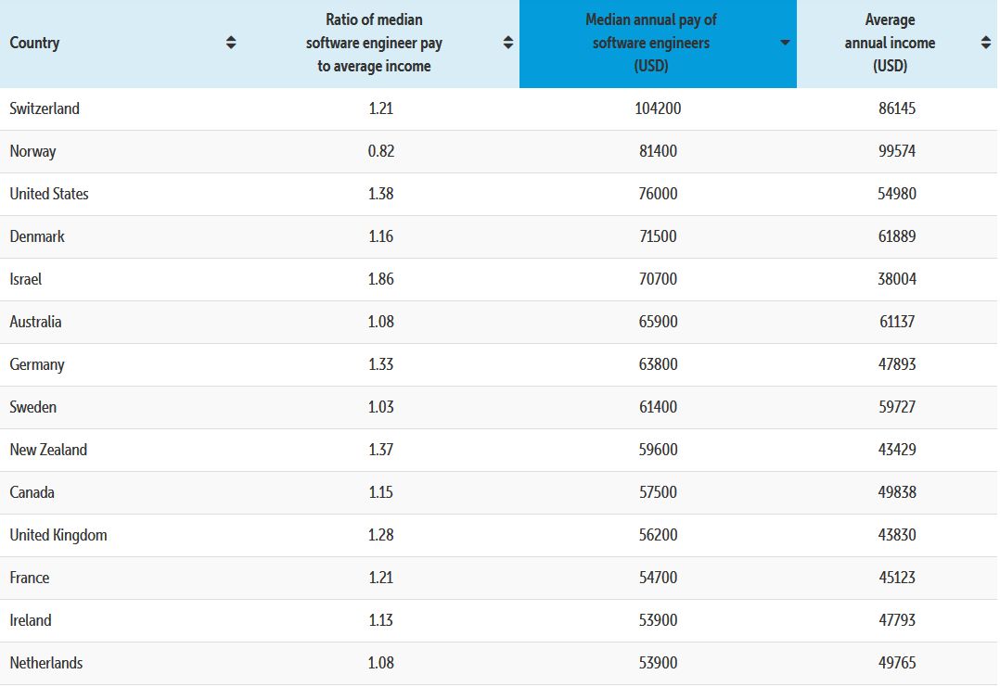 Country Ratio of median software engineer pay to average income Median annual pay of software engineers (USD) Average annual income (USD)
Switzerland 1.21 104200 86145
Norway 0.82 81400 99574
United States 1.38 76000 54980
Denmark 1.16 71500 61889
Israel 1.86 70700 38004
Australia 1.08 65900 61137
Germany 1.33 63800 47893
Sweden 1.03 61400 59727
New Zealand 1.37 59600 43429
Canada 1.15 57500 49838
United Kingdom 1.28 56200 43830
France 1.21 54700 45123
Ireland 1.13 53900 47793
Netherlands 1.08 53900 49765